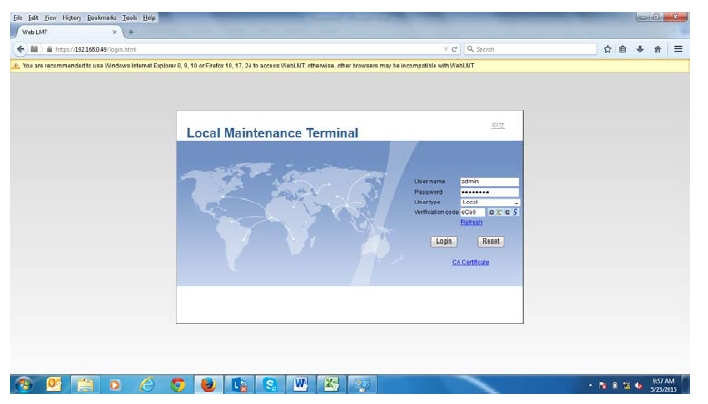 File Edit View History Bookmarks Tools Help
Web LMT
https://192.168.0.49/login.html
Search
You are recommended to use Windows Internet Explorer 8, 9, 10 or Firefox 10, 17, 24 to access WebLMT; otherwise, other browsers may be incompatible with WebLMT.
Local Maintenance Terminal
中文
User name admin
Password
User type Local
Verification code
Refresh
Login Reset
CA Certificate
9:57 AM
5/23/2015